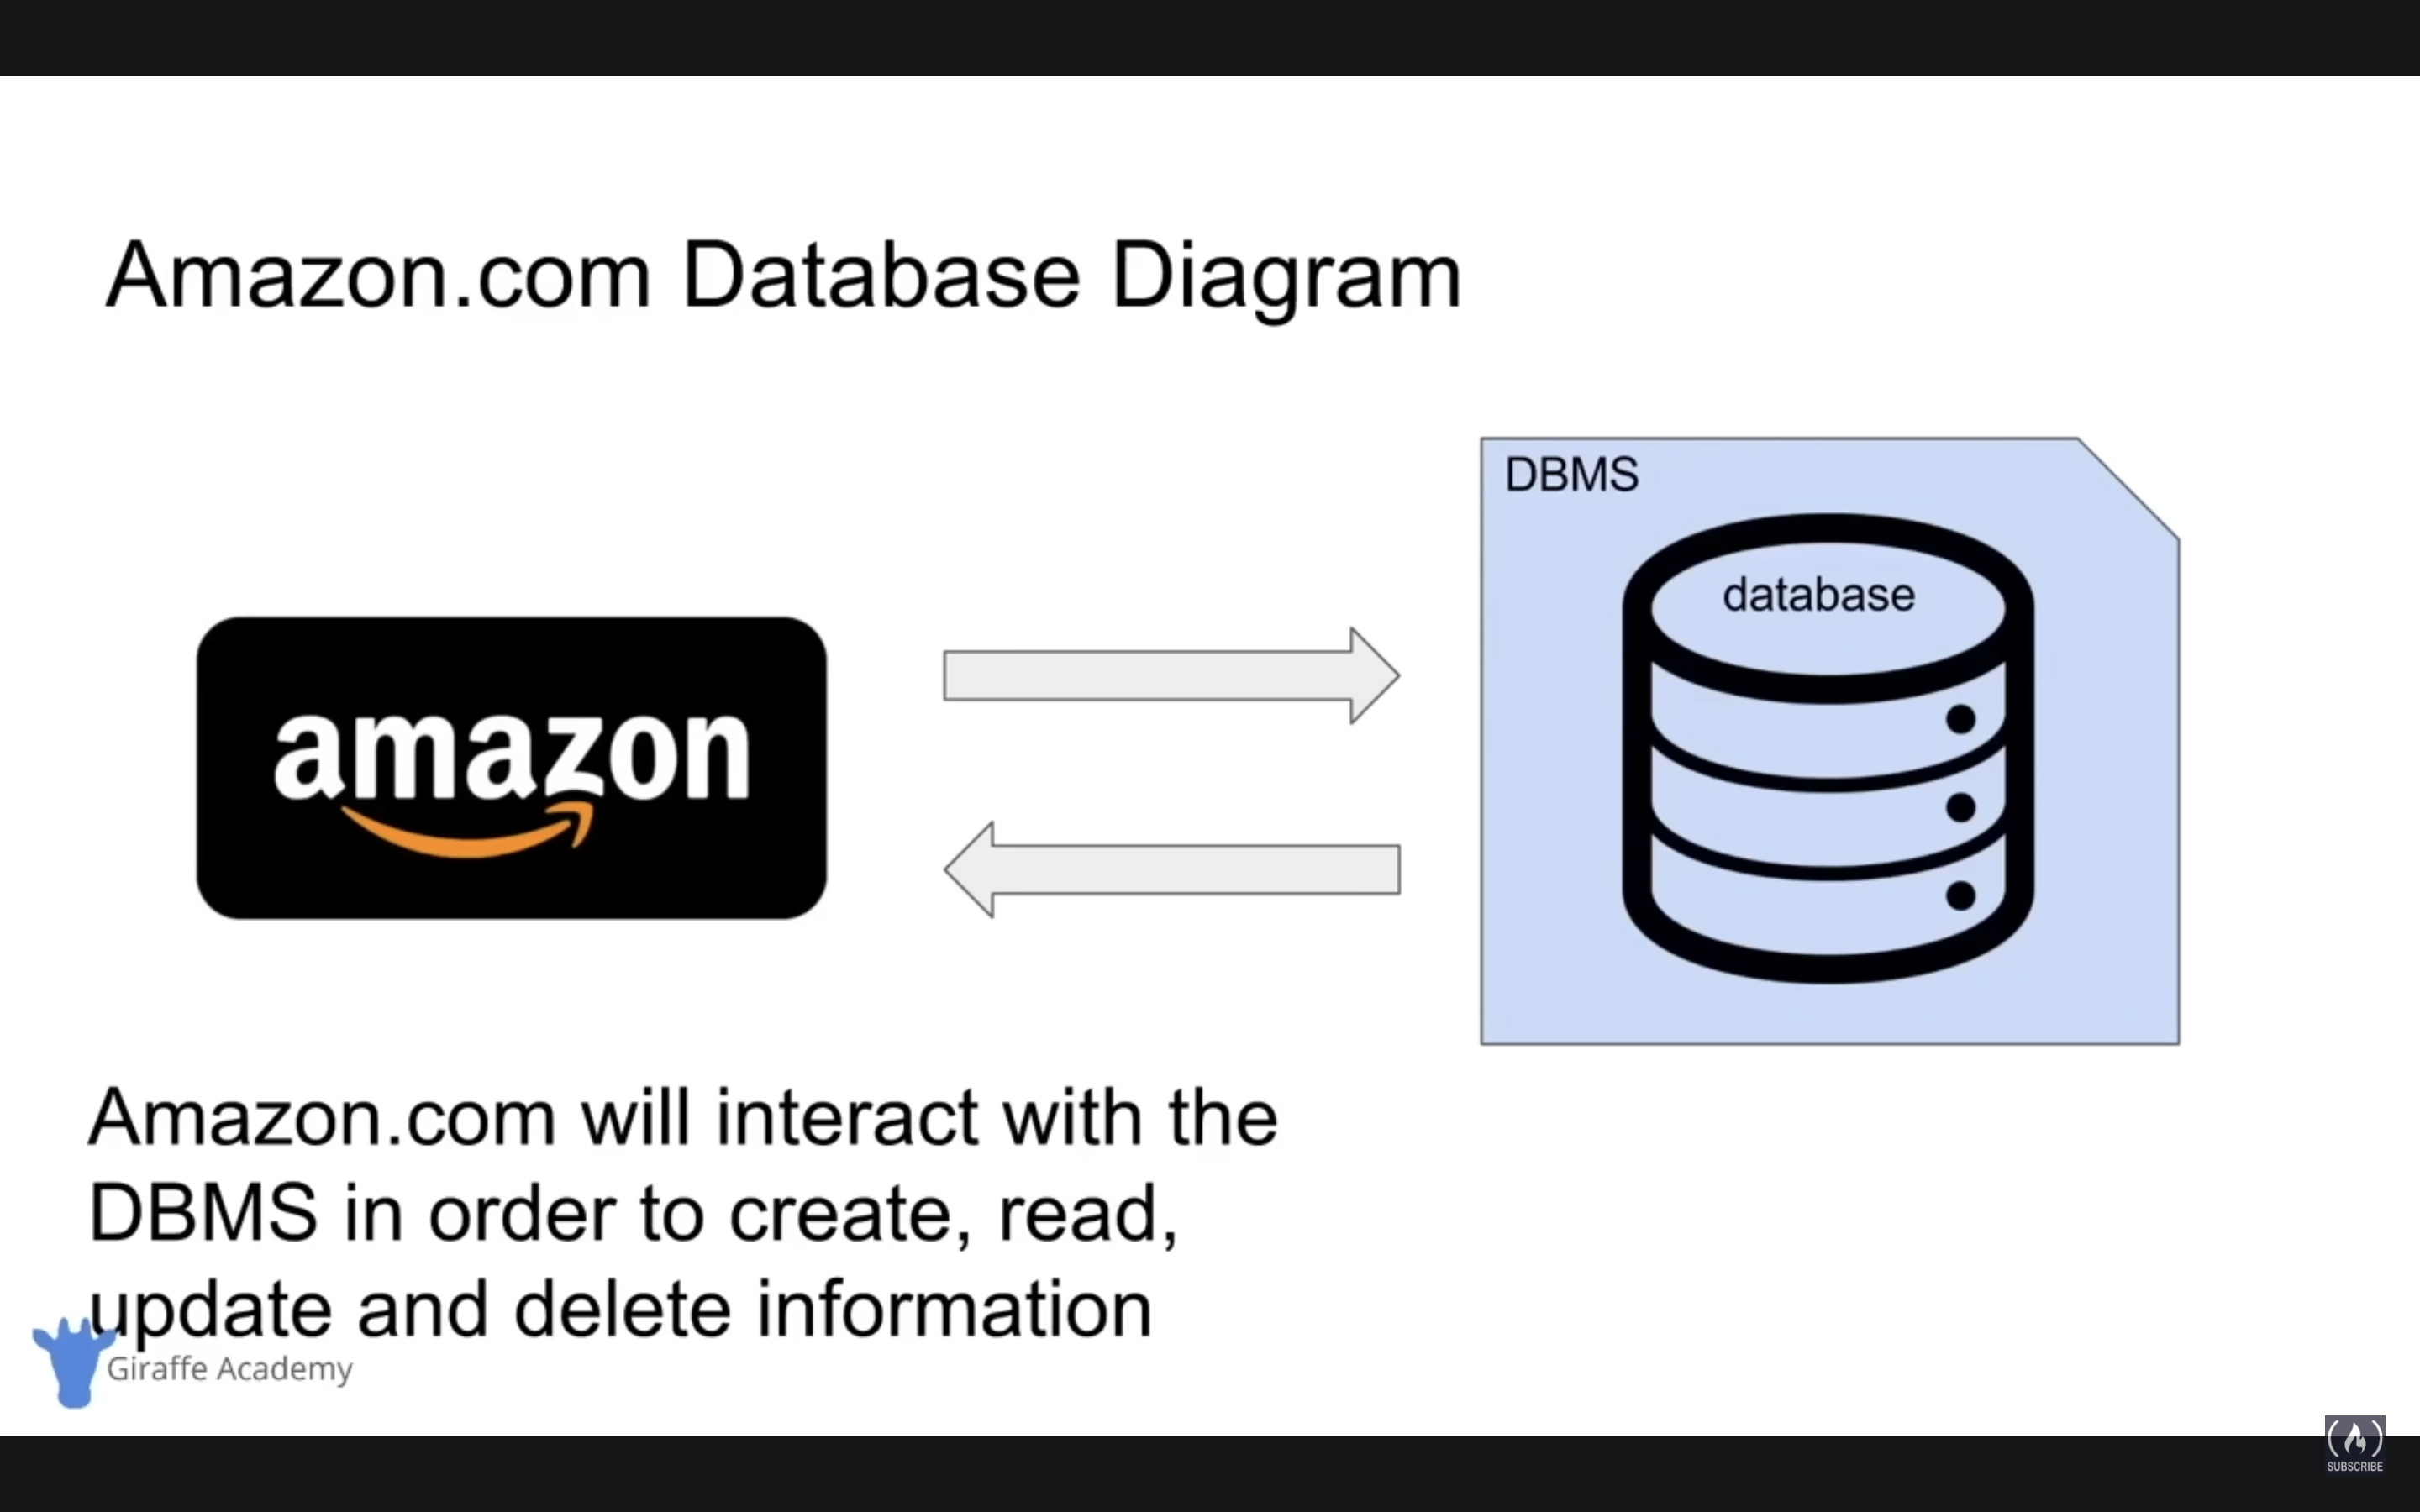 Amazon.com Database Diagram
DBMS
database
amazon
Amazon.com will interact with the
DBMS in order to create, read,
update and delete information
Giraffe Academy
SUBSCRIBE